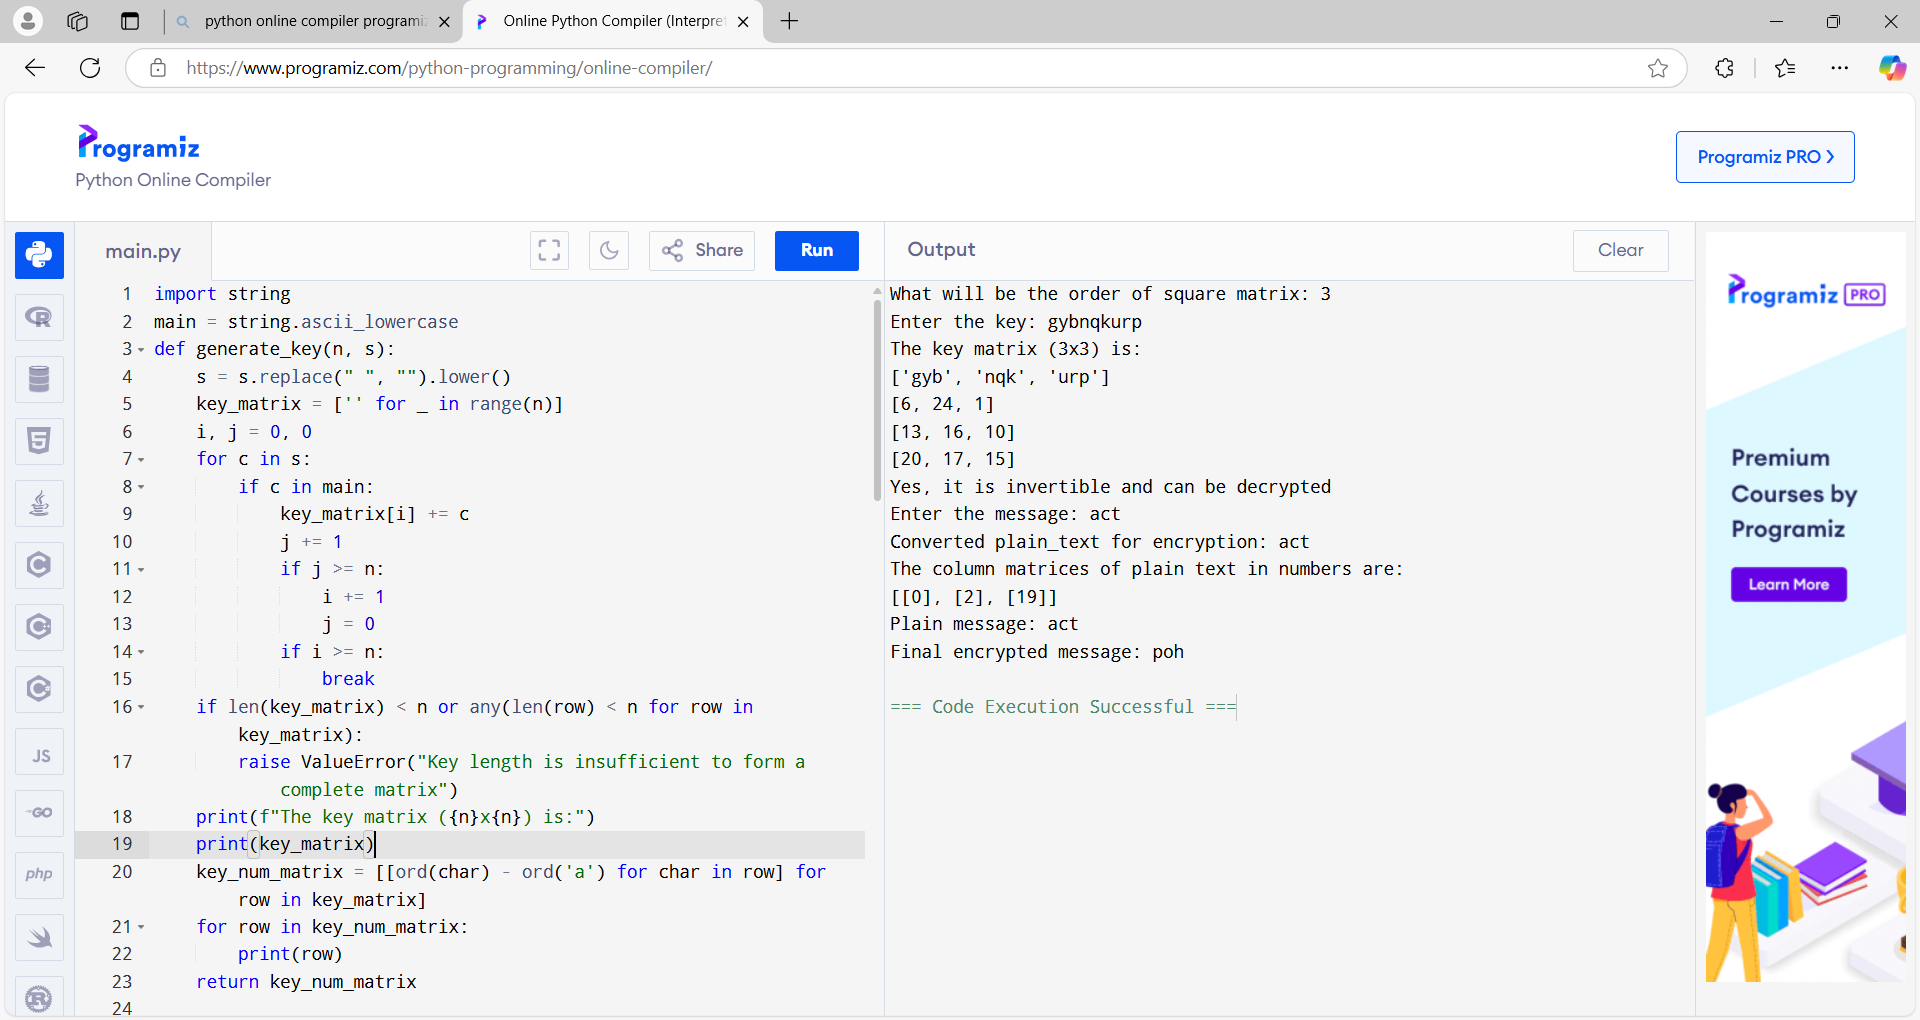 python online compiler programiz
Online Python Compiler (Interpre
https://www.programiz.com/python-programming/online-compiler/
Programiz
Python Online Compiler
Programiz PRO ❯
main.py
Share
Run
Output
Clear
1 import string
2 main = string.ascii_lowercase
3 def generate_key(n, s):
4 s = s.replace(" ", "").lower()
5 key_matrix = ['' for _ in range(n)]
6 i, j = 0, 0
7 for c in s:
8 if c in main:
9 key_matrix[i] += c
10 j += 1
11 if j >= n:
12 i += 1
13 j = 0
14 if i >= n:
15 break
16 if len(key_matrix) < n or any(len(row) < n for row in
key_matrix):
17 raise ValueError("Key length is insufficient to form a
complete matrix")
18 print(f"The key matrix ({n}x{n}) is:")
19 print(key_matrix)
20 key_num_matrix = [[ord(char) - ord('a') for char in row] for
row in key_matrix]
21 for row in key_num_matrix:
22 print(row)
23 return key_num_matrix
24
What will be the order of square matrix: 3
Enter the key: gybnqkurp
The key matrix (3x3) is:
['gyb', 'nqk', 'urp']
[6, 24, 1]
[13, 16, 10]
[20, 17, 15]
Yes, it is invertible and can be decrypted
Enter the message: act
Converted plain_text for encryption: act
The column matrices of plain text in numbers are:
[[0], [2], [19]]
Plain message: act
Final encrypted message: poh
=== Code Execution Successful ===
R
5
C
C
JS
GO
php
R
Programiz PRO
Premium
Courses by
Programiz
Learn More